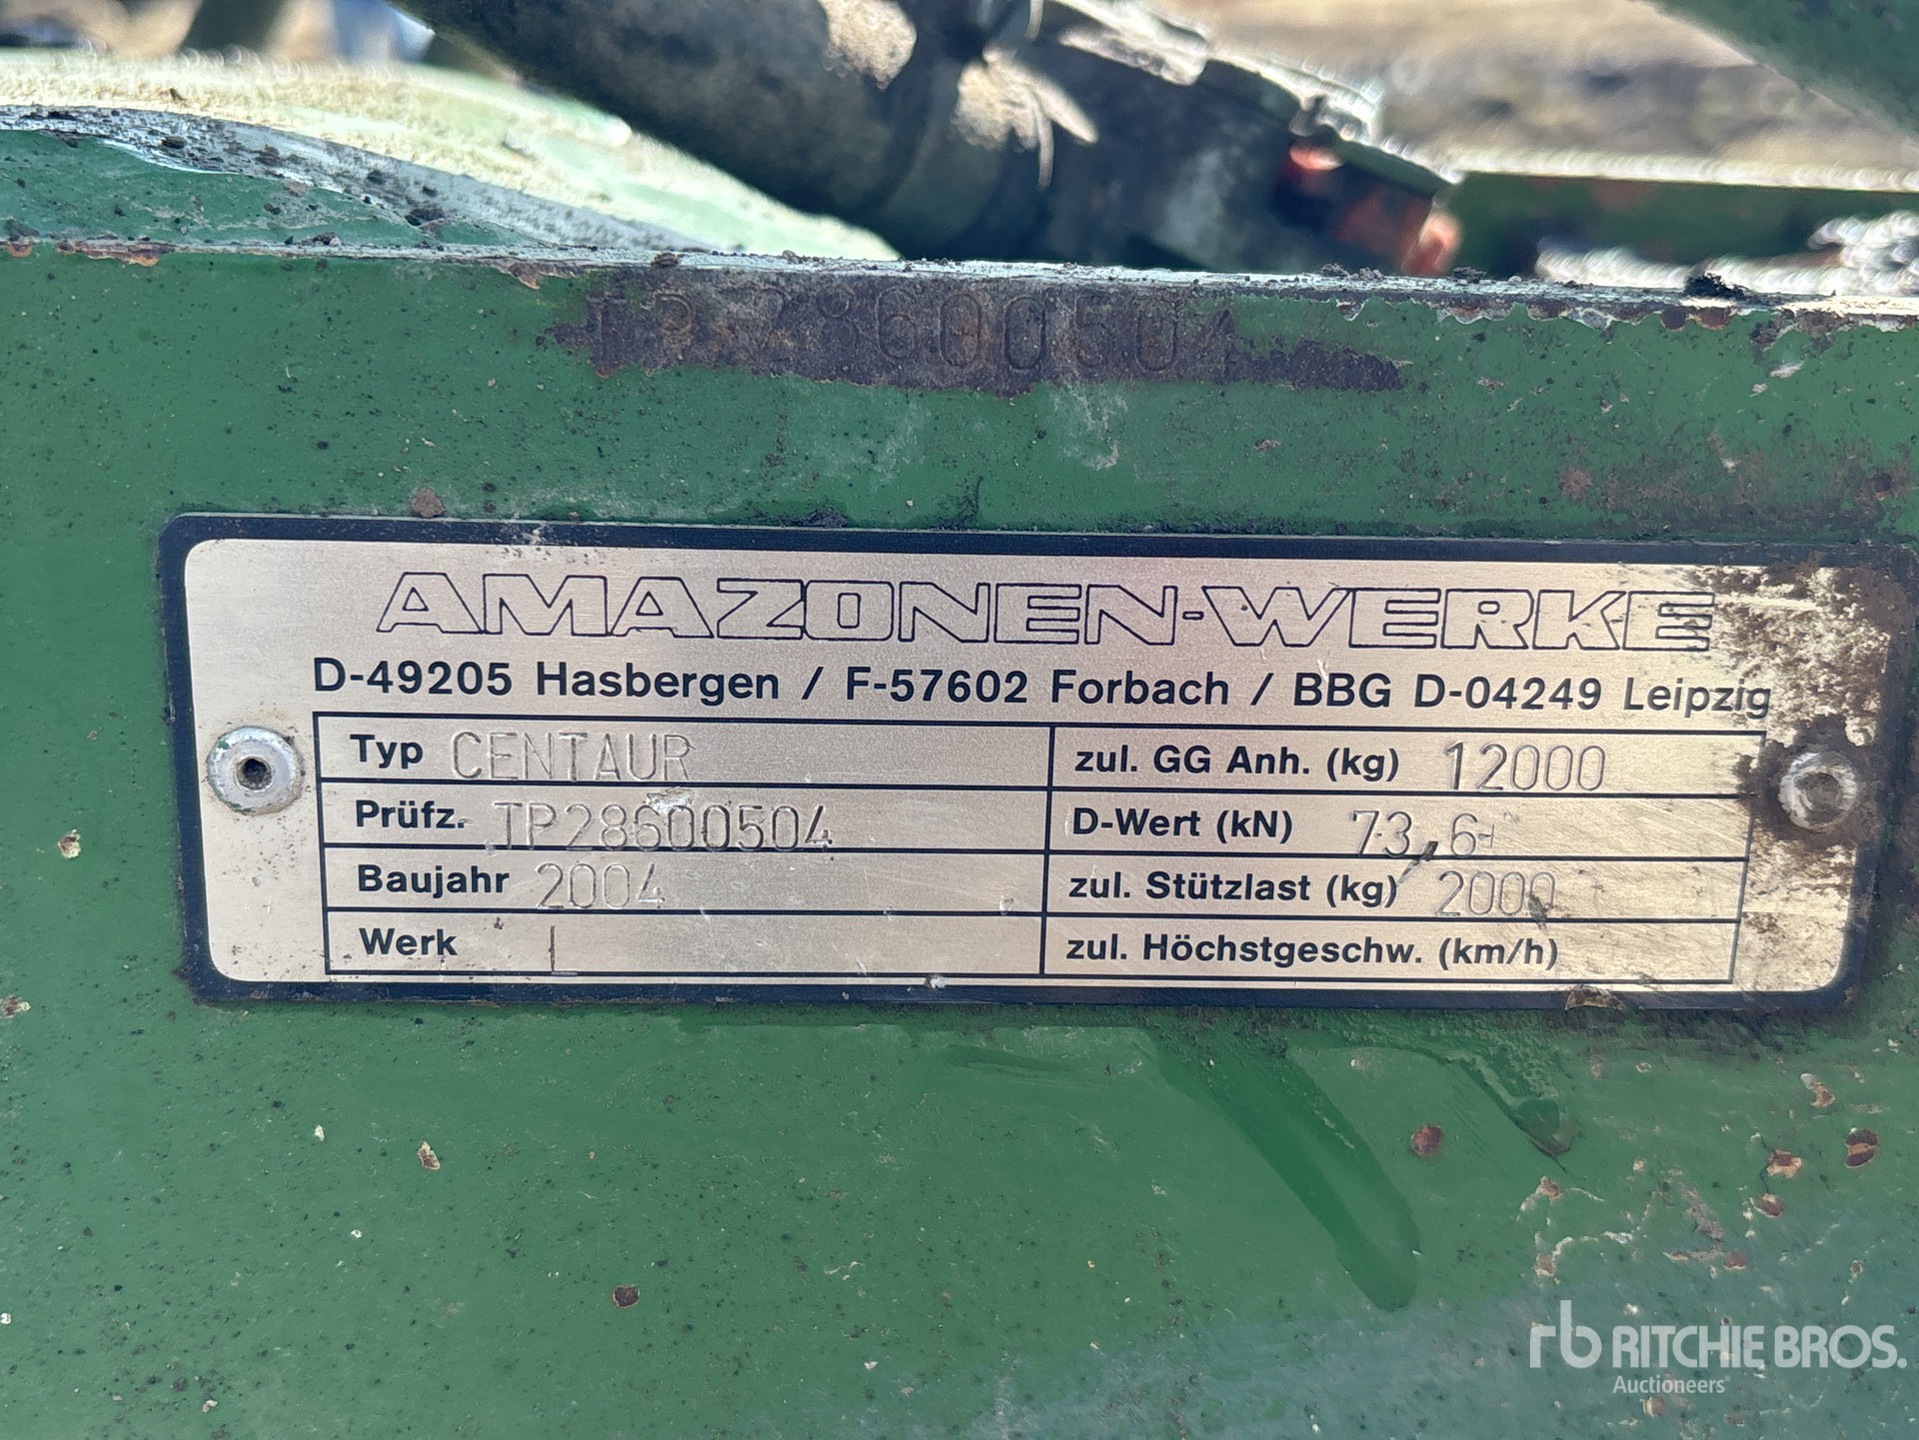 TP 28600504
AMAZONEN-WERKE
D-49205 Hasbergen / F-57602 Forbach / BBG D-04249 Leipzig
Typ CENTAUR zul. GG Anh. (kg) 12000
Prüfz. TP28600504 D-Wert (kN) 73,6
Baujahr 2004 zul. Stützlast (kg) 2000
Werk L zul. Höchstgeschw. (km/h)
rb RITCHIE BROS.
Auctioneers